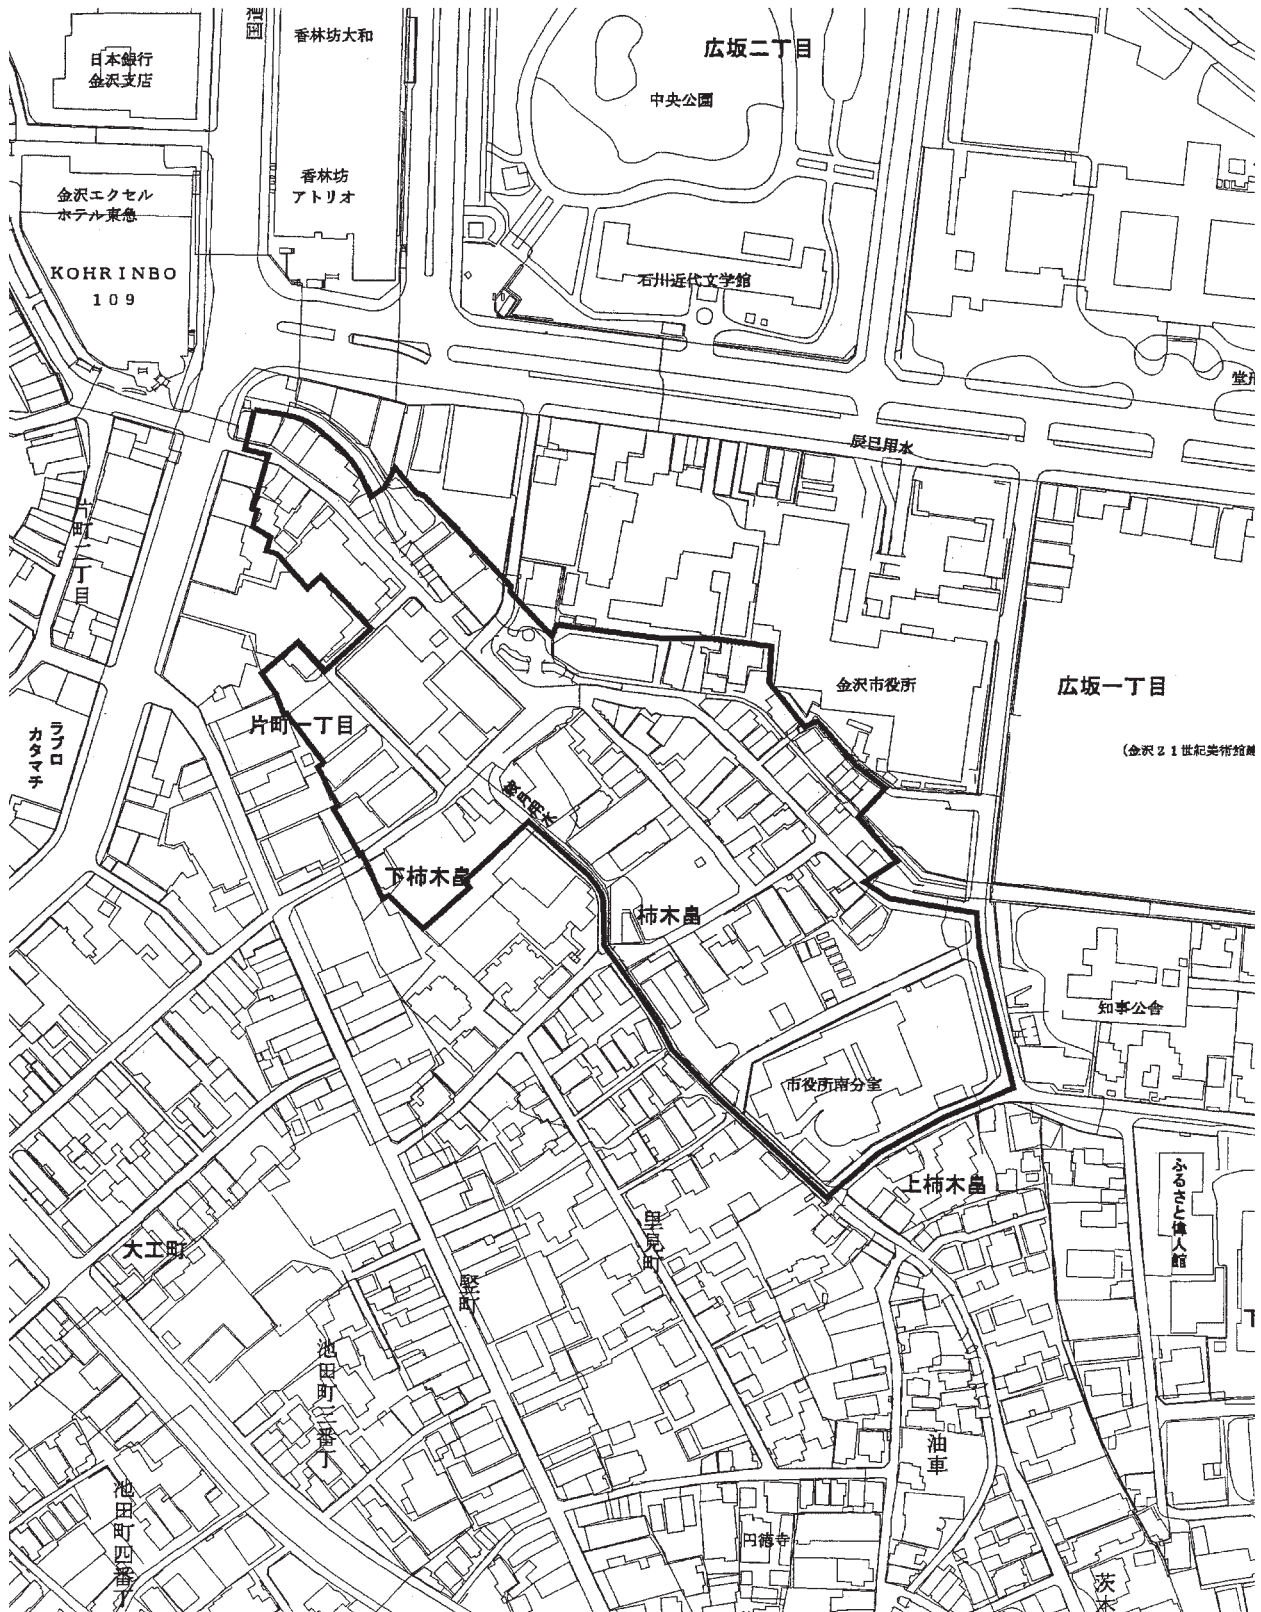 香林坊大和
広坂二丁目
日本銀行
金沢支店
中央公園
香林坊
アトリオ
金沢エクセル
ホテル東急
KOHRINBO
109
石川近代文学館
辰巳用水
片町二丁目
金沢市役所
広坂一丁目
片町一丁目
ラブロ
カタマチ
(金沢21世紀美術館
下柿木畠
柿木畠
知事公舎
市役所南分室
上柿木畠
ふるさと偉人館
里見町
大工町
竪町
池田町三番丁
油車
池田町四番丁
円徳寺